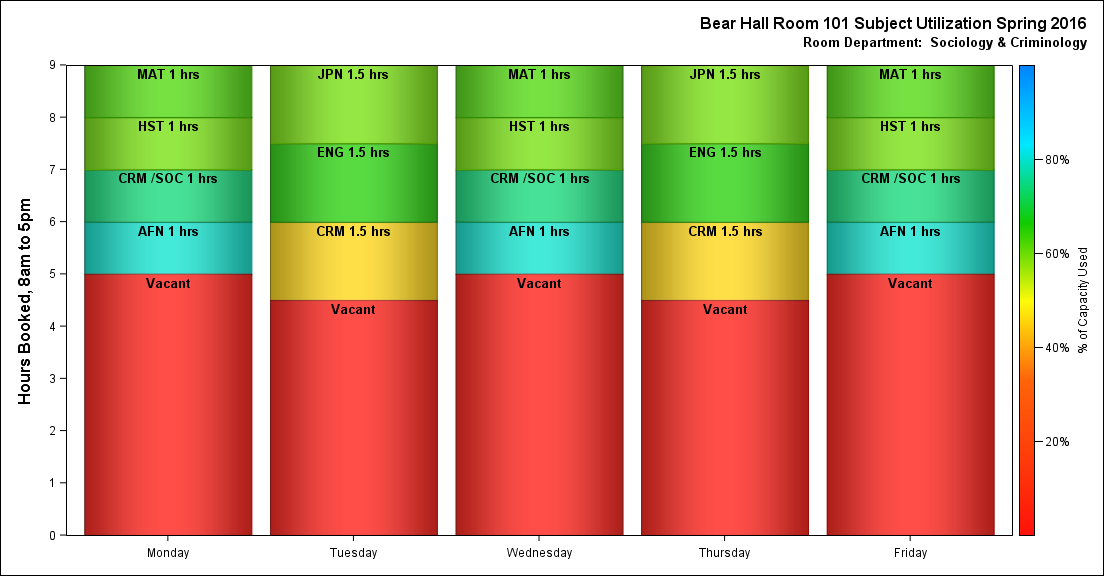 Bear Hall Room 101 Subject Utilization Spring 2016
Room Department:  Sociology & Criminology
Hours Booked, 8am to 5pm
9
8
7
6
5
4
3
2
1
0
MAT 1 hrs
HST 1 hrs
CRM /SOC 1 hrs
AFN 1 hrs
Vacant
Monday
JPN 1.5 hrs
ENG 1.5 hrs
CRM 1.5 hrs
Vacant
Tuesday
MAT 1 hrs
HST 1 hrs
CRM /SOC 1 hrs
AFN 1 hrs
Vacant
Wednesday
JPN 1.5 hrs
ENG 1.5 hrs
CRM 1.5 hrs
Vacant
Thursday
MAT 1 hrs
HST 1 hrs
CRM /SOC 1 hrs
AFN 1 hrs
Vacant
Friday
80%
60%
40%
20%
% of Capacity Used